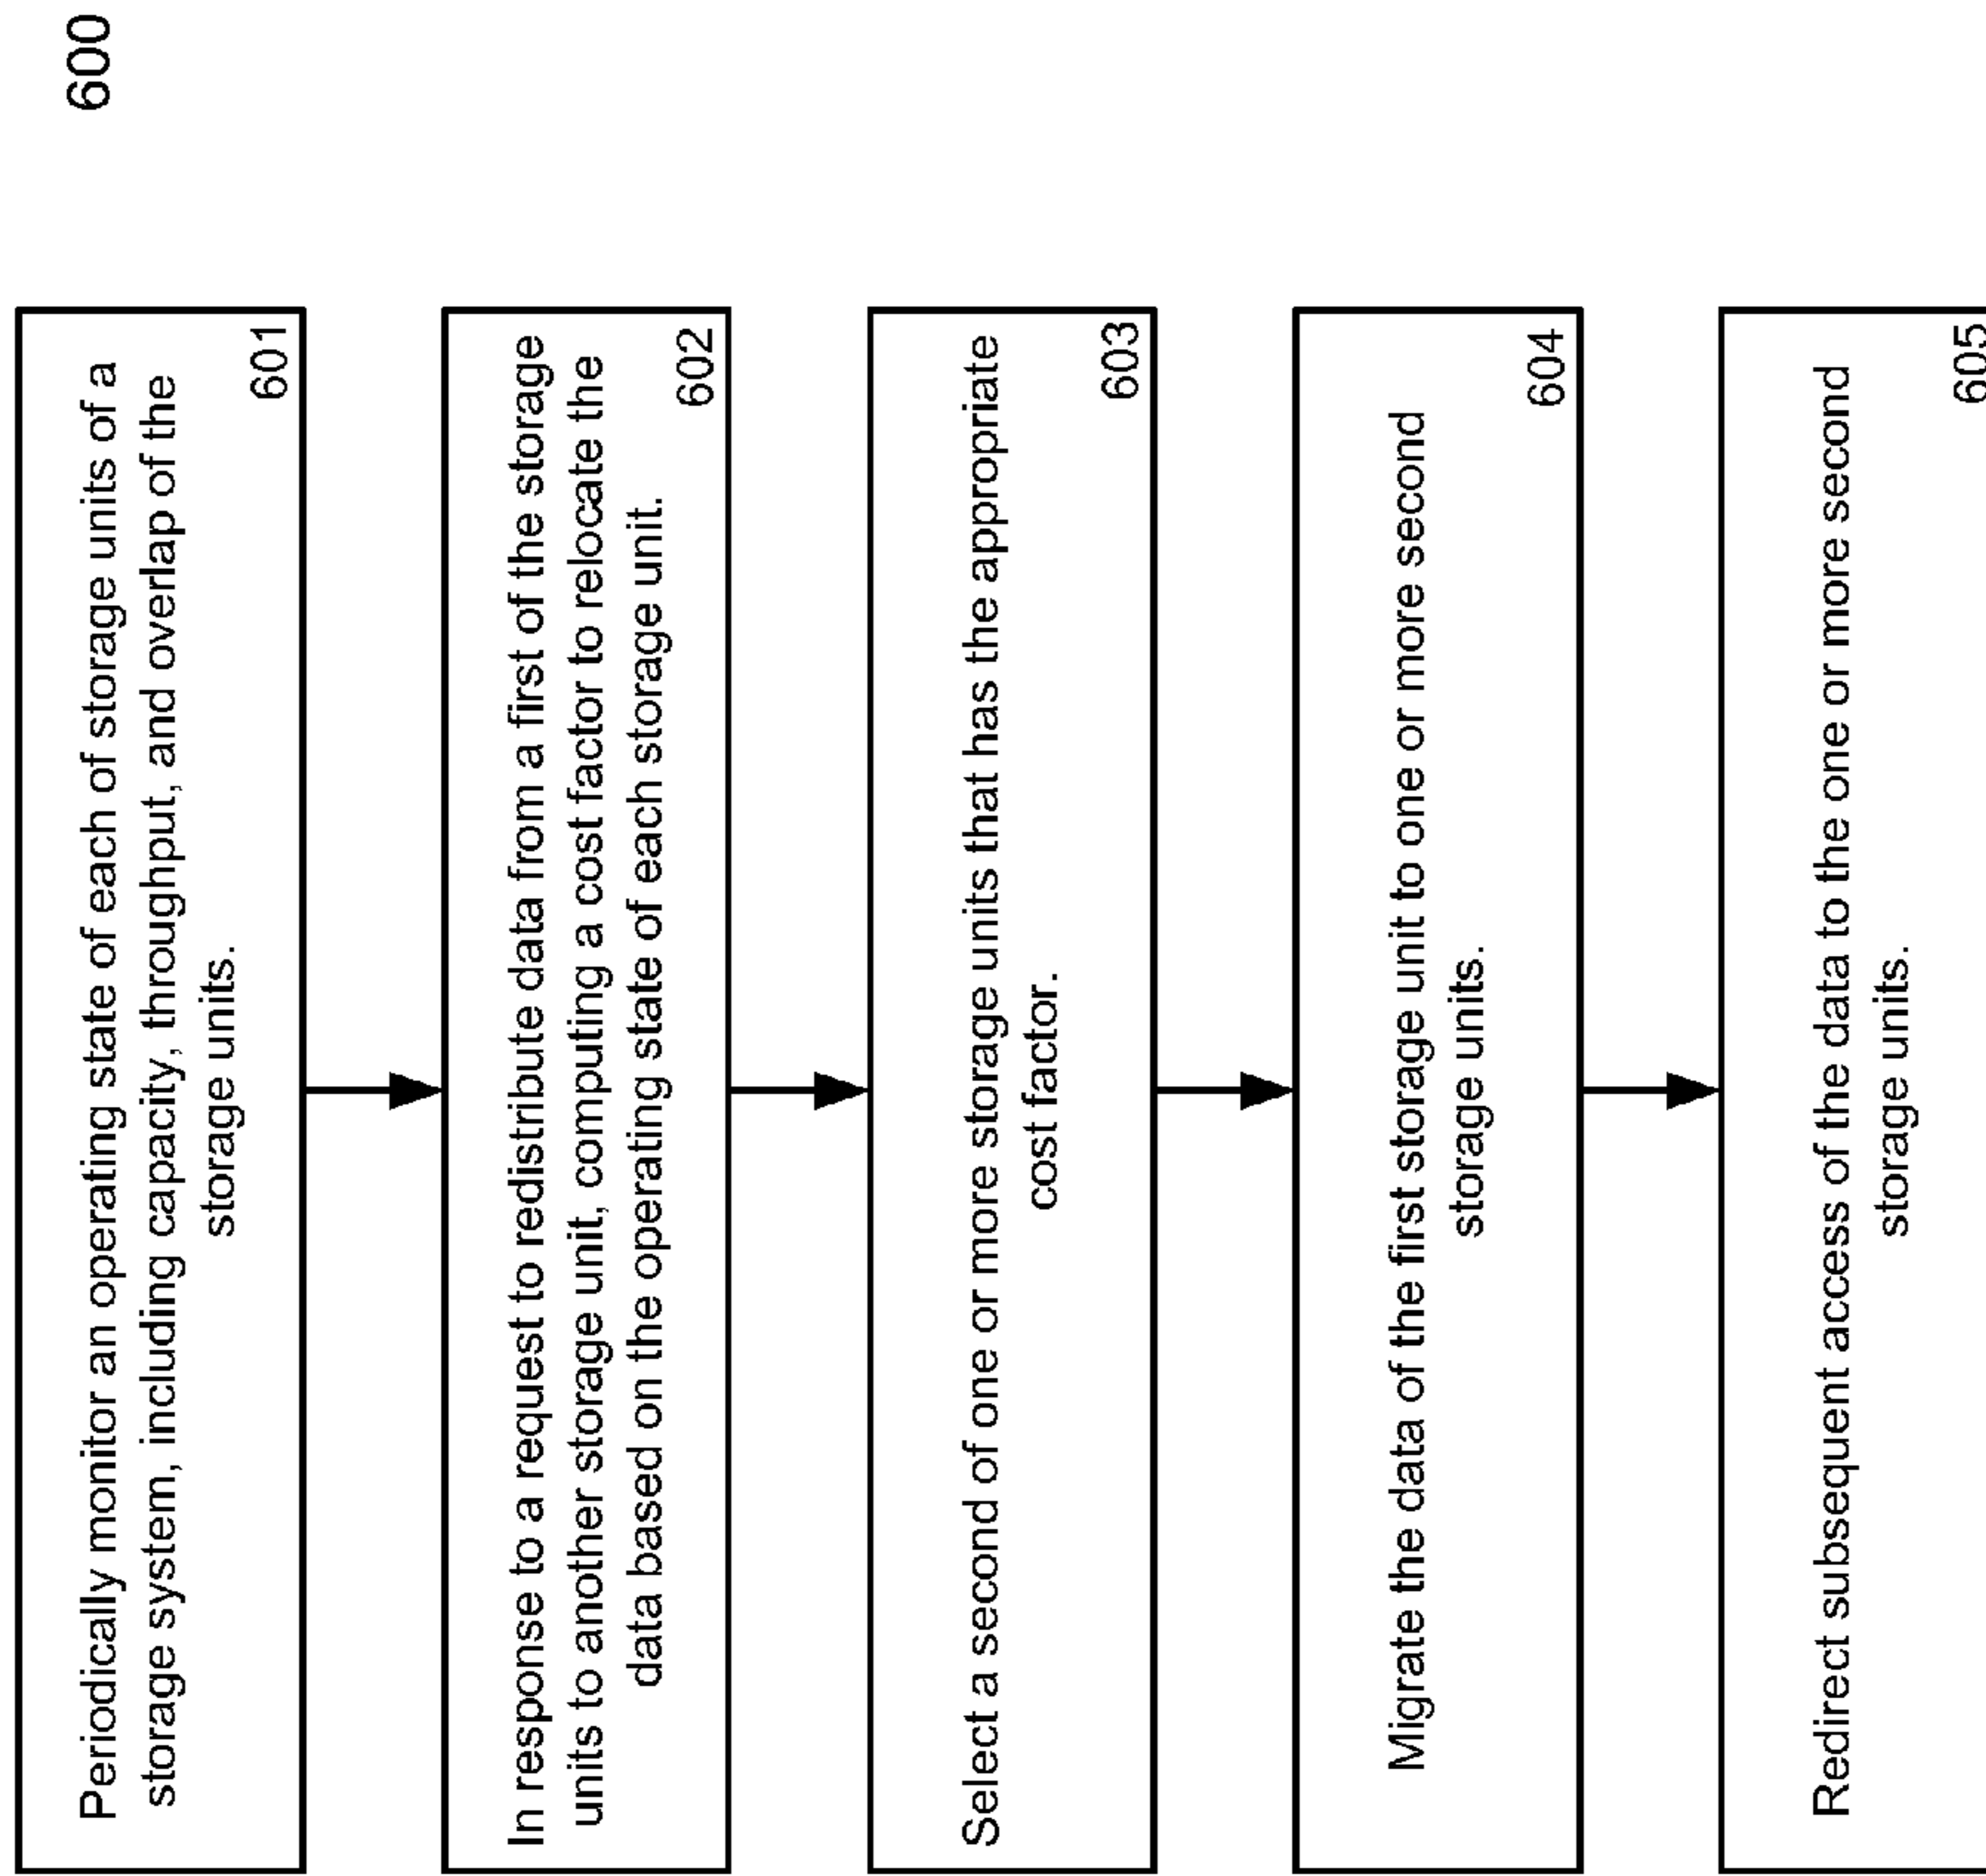 600
Periodically monitor an operating state of each of storage units of a
storage system, including capacity, throughput, and overlap of the
storage units.
601
In response to a request to redistribute data from a first of the storage
units to another storage unit, computing a cost factor to relocate the
data based on the operating state of each storage unit.
602
Select a second of one or more storage units that has the appropriate
cost factor.
603
Migrate the data of the first storage unit to one or more second
storage units.
604
Redirect subsequent access of the data to the one or more second
storage units.
605